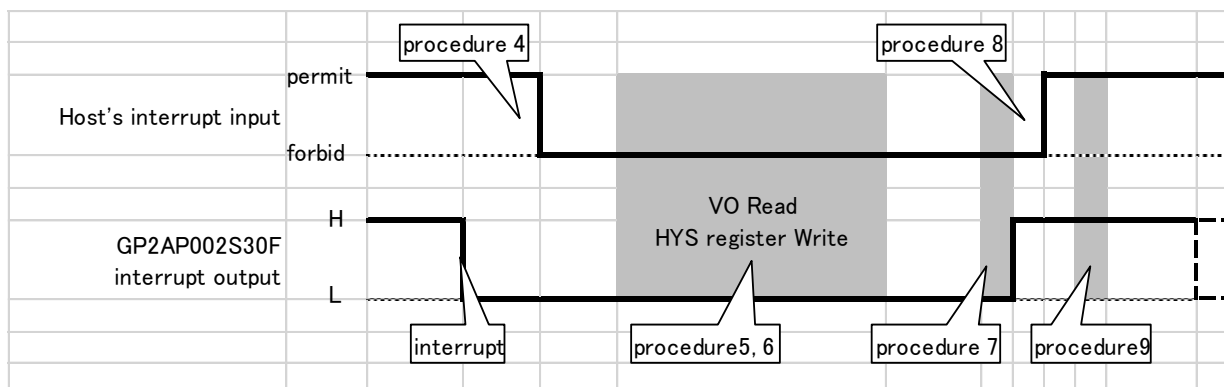 procedure 4
procedure 8
permit
Host's interrupt input
forbid
H
VO Read
HYS register Write
GP2AP002S30F
interrupt output
L
interrupt
procedure5, 6
procedure 7
procedure9